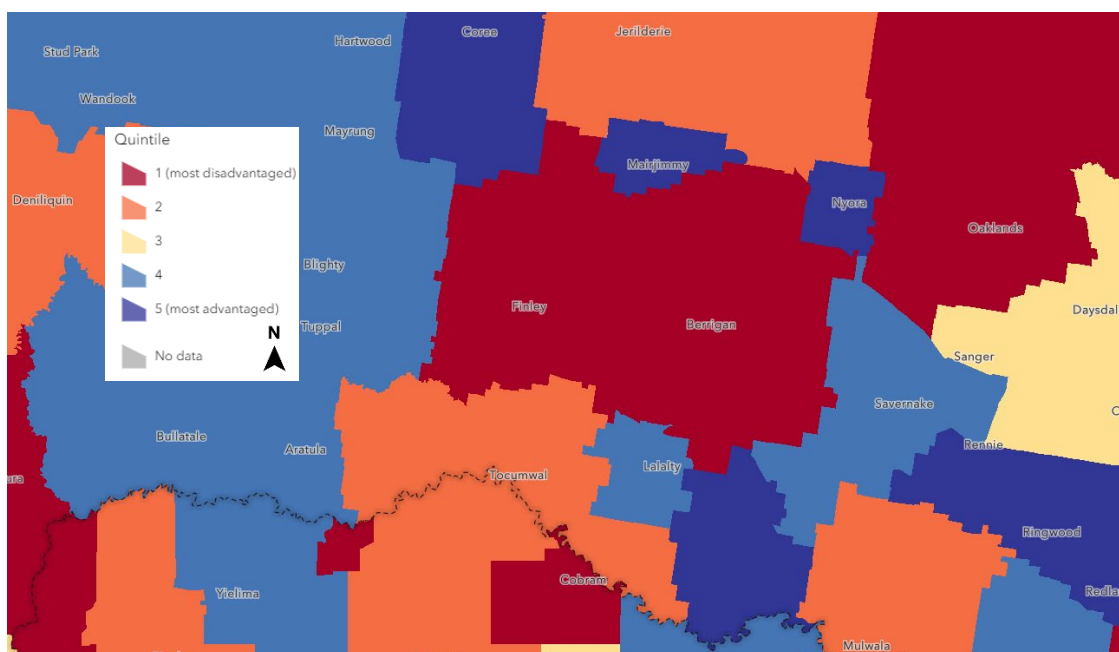 Coree
Jerilderie
Hartwood
Stud Park
Wandook
Mayrung
Quintile
1 (most disadvantaged)
2
3
4
5 (most advantaged)
No data
N
Mairjimmy
Deniliquin
Nyora
Oaklands
Blighty
Finley
Berrigan
Tuppal
Daysdal
Sanger
Savernake
C
Bullatale
Aratula
Rennie
Lalalty
Tocumwal
ura
Ringwood
Cobram
Yielima
Redla
Mulwala